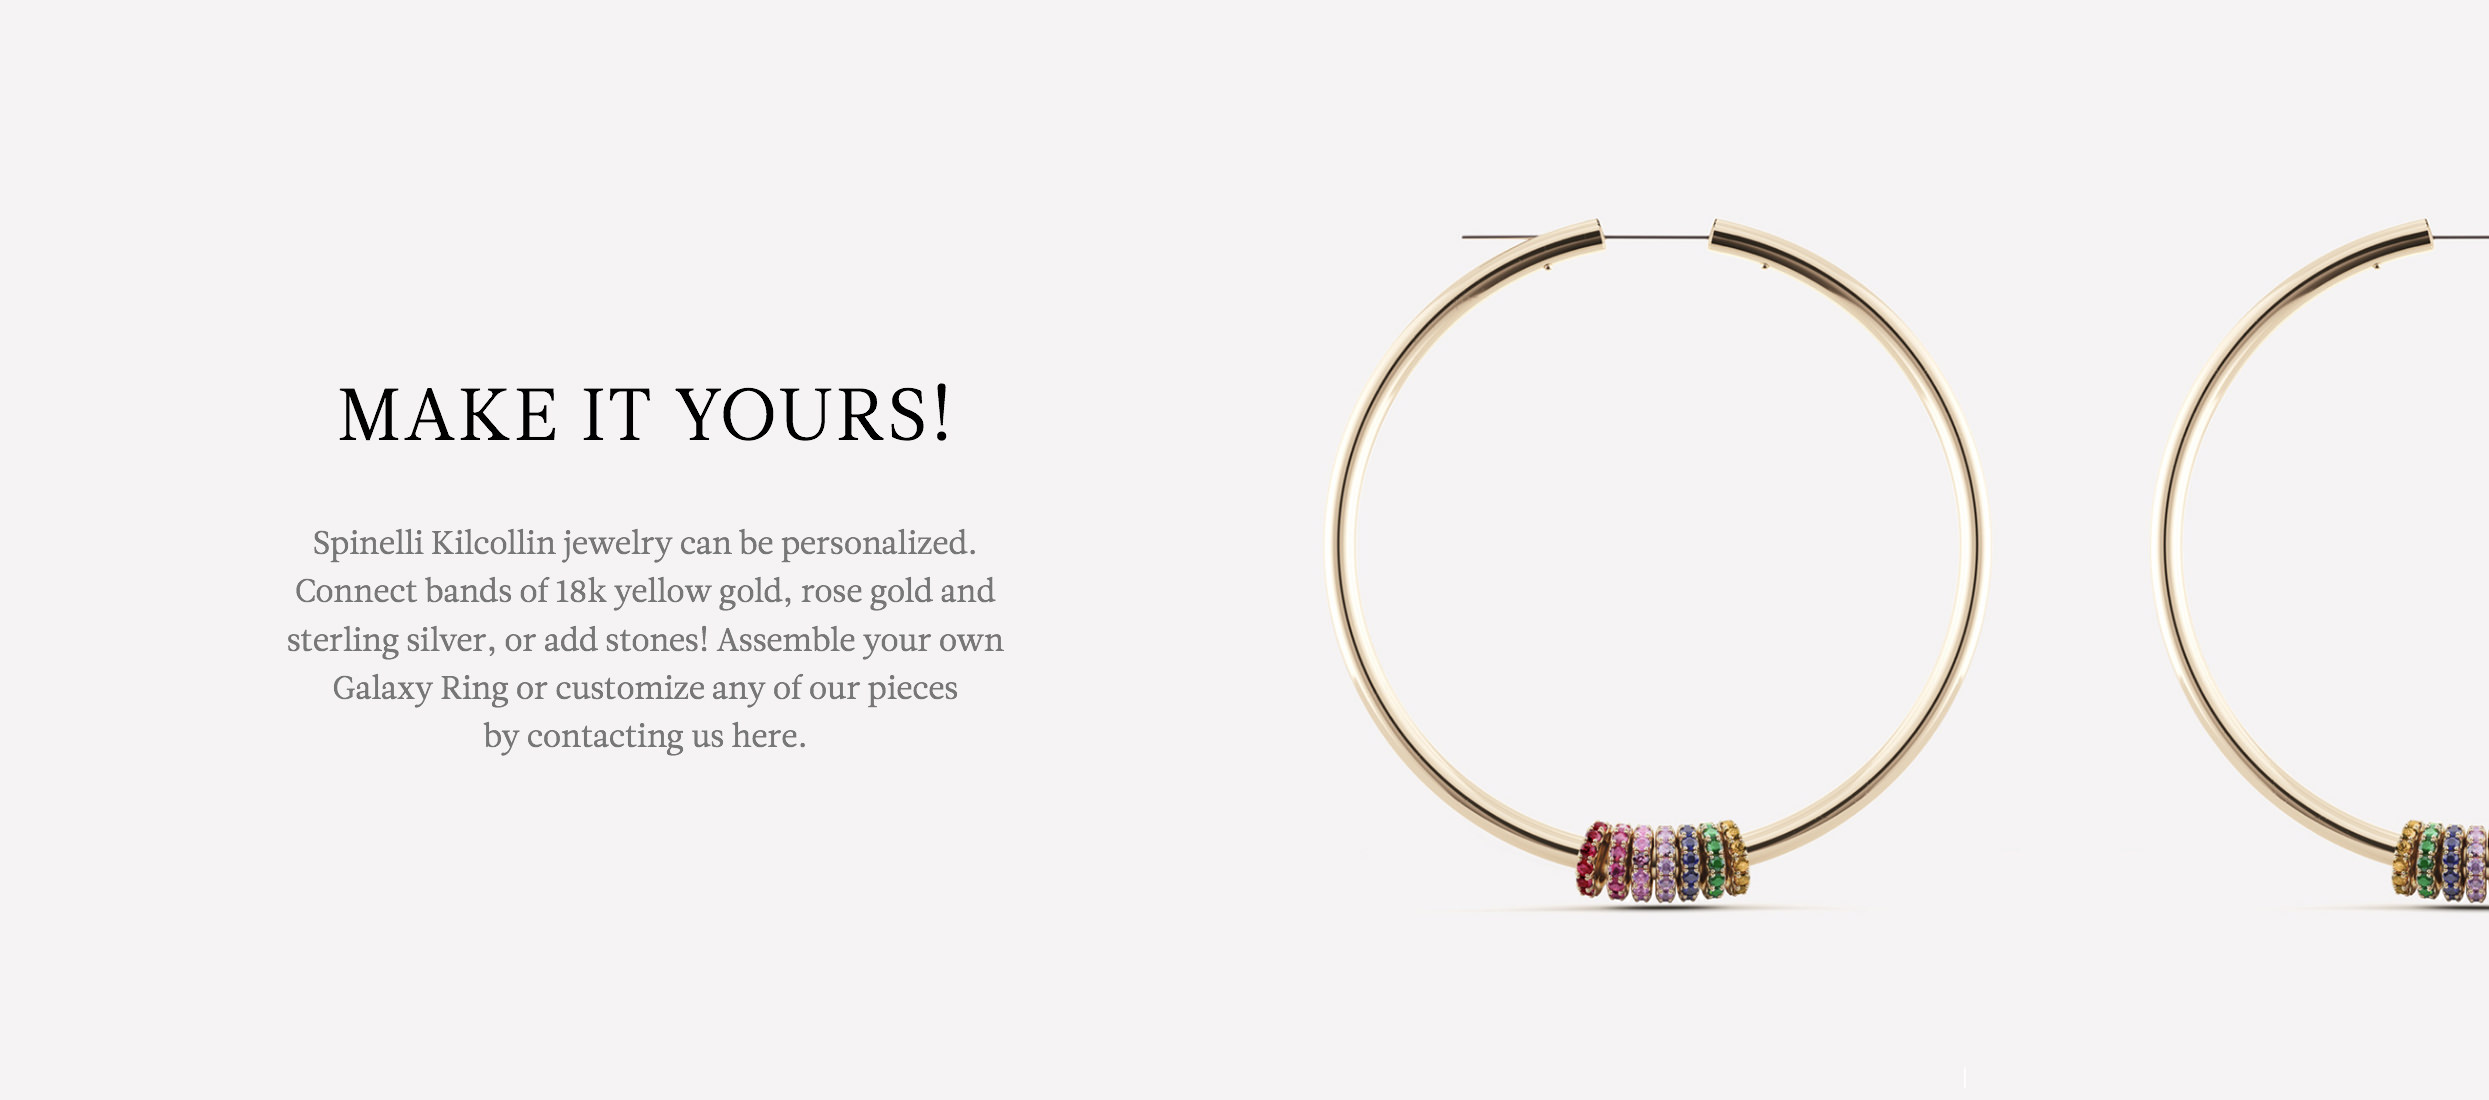 MAKE IT YOURS!
Spinelli Kilcollin jewelry can be personalized.
Connect bands of 18k yellow gold, rose gold and
sterling silver, or add stones! Assemble your own
Galaxy Ring or customize any of our pieces
by contacting us here.